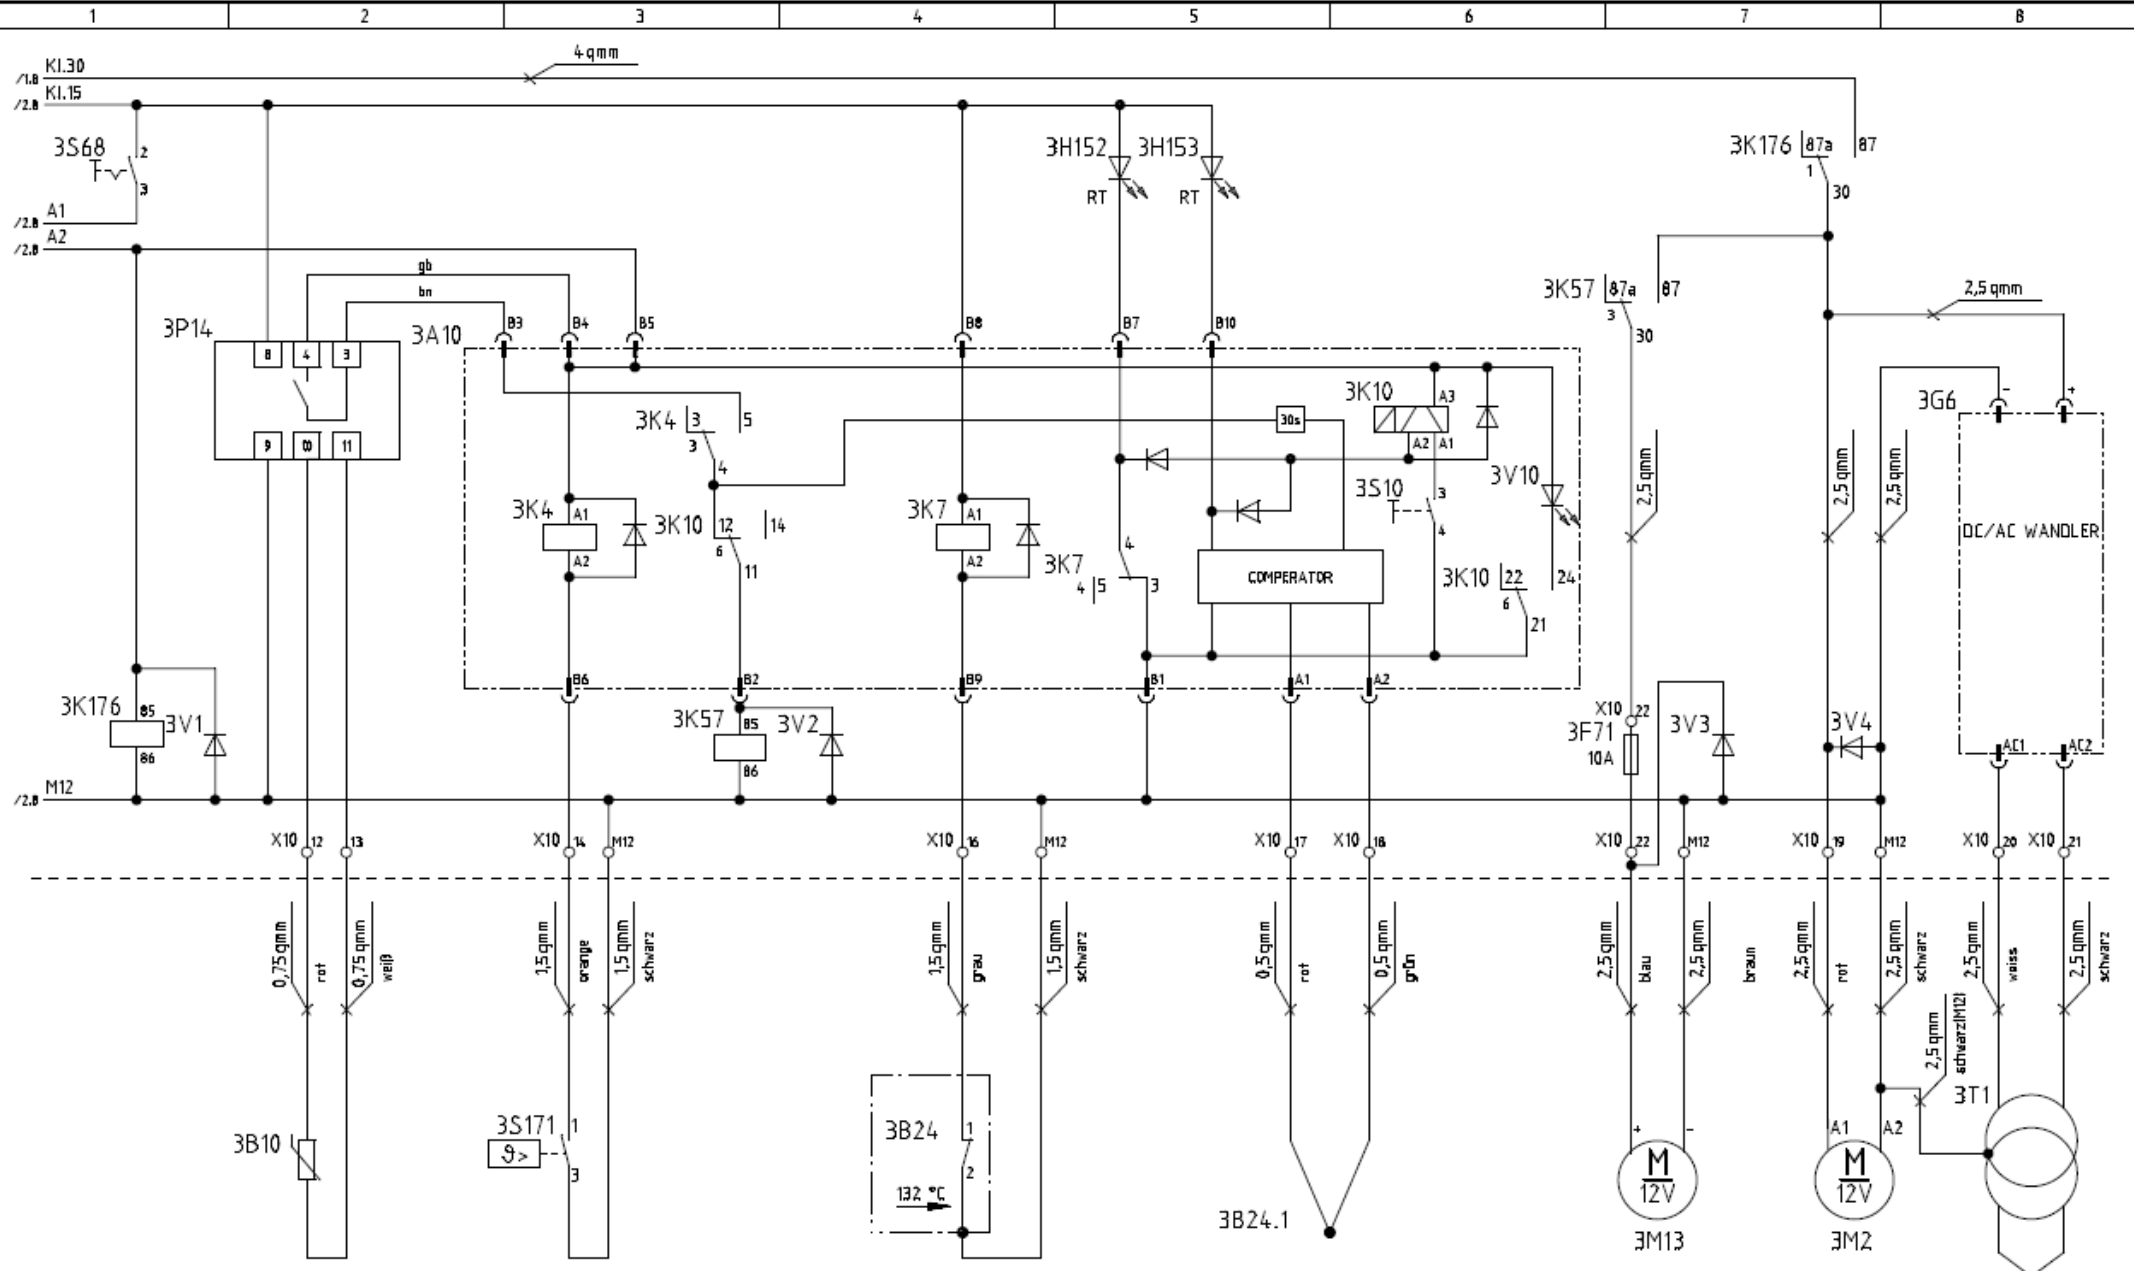 1 2 3 4 5 6 7 8
4qmm
/1.8 Kl.30
/2.8 Kl.15
3S68 2 3
3H152 RT
3H153 RT
3K176 87a 87 1 30
/2.8 A1
/2.8 A2
gb
bn
3K57 87a 87 3 30
2,5qmm
3P14 8 4 3
9 11
3A10 B3 B4 B5 B8 B7 B10
3K4 3 5 3 4
30s
3K10 A3 A2 A1
3G6 - +
3K4 A1 A2
3K10 12 14 6 11
3K7 A1 A2
3K7 4 4 5 3
3S10 3 4
3V10
2,5qmm
2,5qmm
2,5qmm
DC/AC WANDLER
COMPERATOR
3K10 22 24 6 21
B6 B2 B9 B1 A1 A2
3K176 85 86
3V1
3K57 85 86
3V2
X10 22
3F71
10A
3V3
3V4
AC1 AC2
/2.8 M12
X10 12 13
X10 14 M12
X10 16 M12
X10 17
X10 18
X10 22 M12
X10 19 M12
X10 20
X10 21
0,75qmm
rot
0,75qmm
weiß
1,5qmm
orange
1,5qmm
schwarz
1,5qmm
grau
1,5qmm
schwarz
0,5qmm
rot
0,5qmm
grün
2,5qmm
blau
2,5qmm
braun
2,5qmm
rot
2,5qmm
schwarz
2,5qmm
weiss
2,5qmm
schwarz
2,5qmm
schwarz(M12)
3B10
3S171 1 3
ϑ>
3B24 1 2
132 °C
3B24.1
+ -
M
12V
3M13
A1 A2
M
12V
3M2
3T1